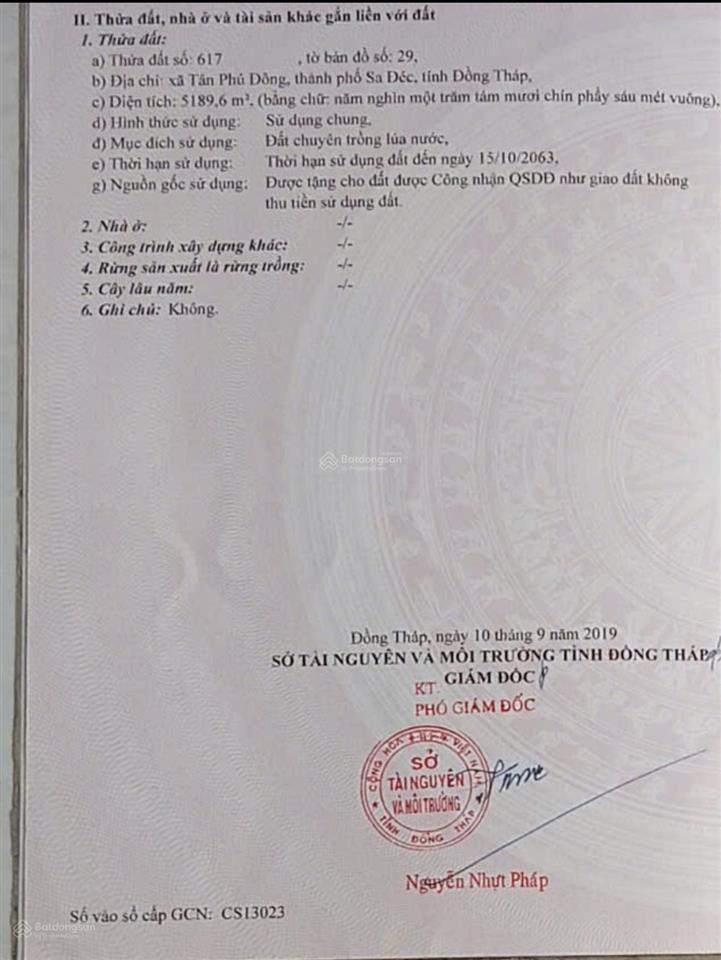 II. Thửa đất, nhà ở và tài sản khác gắn liền với đất
1. Thửa đất:
a) Thửa đất số: 617 , tờ bản đồ số: 29,
b) Địa chỉ: xã Tân Phú Đông, thành phố Sa Đéc, tỉnh Đồng Tháp,
c) Diện tích: 5189,6 m², (bằng chữ: năm nghìn một trăm tám mươi chín phẩy sáu mét vuông),
d) Hình thức sử dụng: Sử dụng chung,
đ) Mục đích sử dụng: Đất chuyên trồng lúa nước,
e) Thời hạn sử dụng: Thời hạn sử dụng đất đến ngày 15/10/2063,
g) Nguồn gốc sử dụng: Được tặng cho đất được Công nhận QSDĐ như giao đất không
thu tiền sử dụng đất.
2. Nhà ở: -/-
3. Công trình xây dựng khác: -/-
4. Rừng sản xuất là rừng trồng: -/-
5. Cây lâu năm: -/-
6. Ghi chú: Không.
Batdongsan
by PropertyGuru
Đồng Tháp, ngày 10 tháng 9 năm 2019
SỞ TÀI NGUYÊN VÀ MÔI TRƯỜNG TỈNH ĐỒNG THÁP
GIÁM ĐỐC
KT.
PHÓ GIÁM ĐỐC
CỘNG HÒA VIỆT NAM
SỞ
TÀI NGUYÊN
VÀ MÔI TRƯỜNG
TỈNH ĐỒNG THÁP
Nguyễn Nhựt Pháp
Số vào sổ cấp GCN: CS13023
Batdongsan